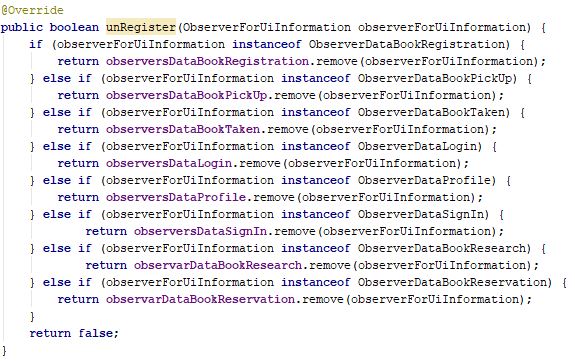 @Override
public boolean unRegister(ObserverForUiInformation observerForUiInformation) {
    if (observerForUiInformation instanceof ObserverDataBookRegistration) {
        return observersDataBookRegistration.remove(observerForUiInformation);
    } else if (observerForUiInformation instanceof ObserverDataBookPickUp) {
        return observersDataBookPickUp.remove(observerForUiInformation);
    } else if (observerForUiInformation instanceof ObserverDataBookTaken) {
        return observersDataBookTaken.remove(observerForUiInformation);
    } else if (observerForUiInformation instanceof ObserverDataLogin) {
        return observersDataLogin.remove(observerForUiInformation);
    } else if (observerForUiInformation instanceof ObserverDataProfile) {
        return observersDataProfile.remove(observerForUiInformation);
    } else if (observerForUiInformation instanceof ObserverDataSignIn) {
            return observersDataSignIn.remove(observerForUiInformation);
    } else if (observerForUiInformation instanceof ObserverDataBookResearch) {
            return observarDataBookResearch.remove(observerForUiInformation);
    } else if (observerForUiInformation instanceof ObserverDataBookReservation) {
        return observarDataBookReservation.remove(observerForUiInformation);
    }
    return false;
}